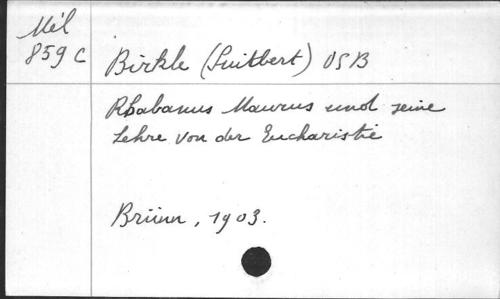 Mél
859 C
Birkle (Suitbert) OSB
Rhabanus Maurus und seine
Lehre von der Eucharistie
Brünn, 1903.